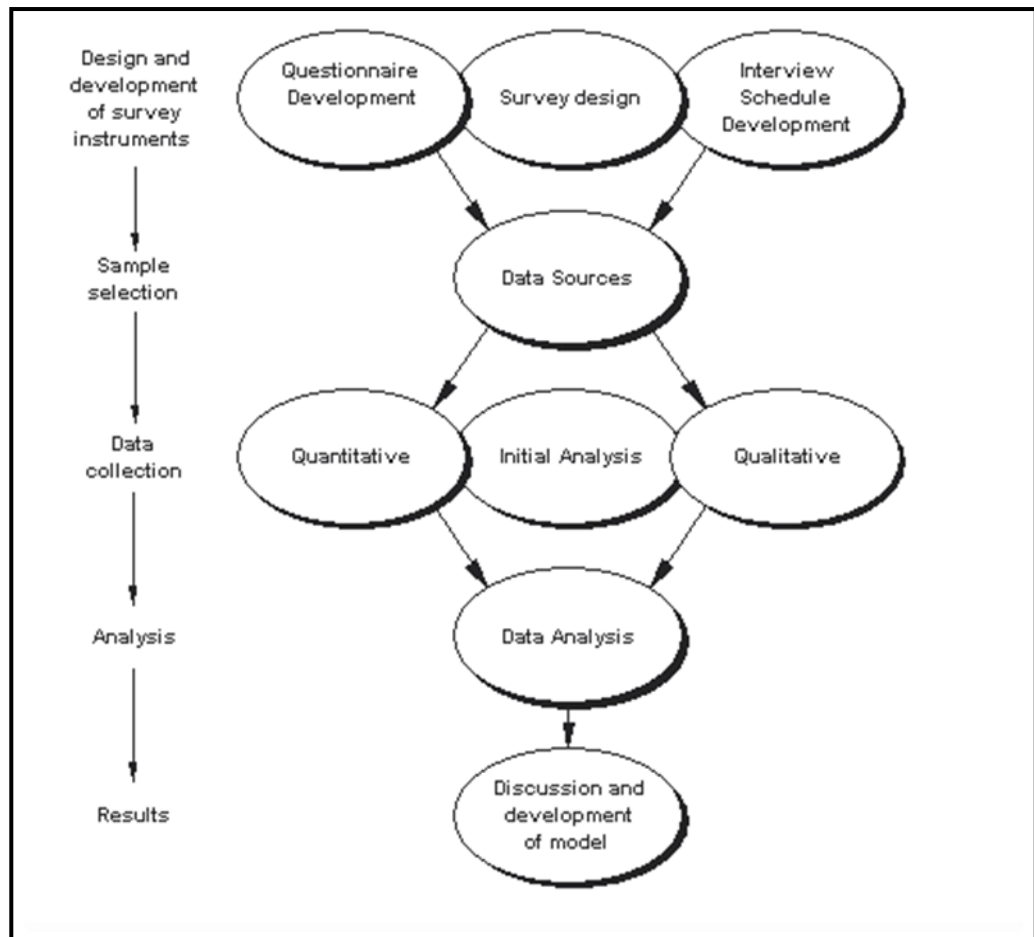 Design and
development
of survey
instruments
Questionnaire
Development
Survey design
Interview
Schedule
Development
Sample
selection
Data Sources
Data
collection
Quantitative
Initial Analysis
Qualitative
Analysis
Data Analysis
Results
Discussion and
development
of model